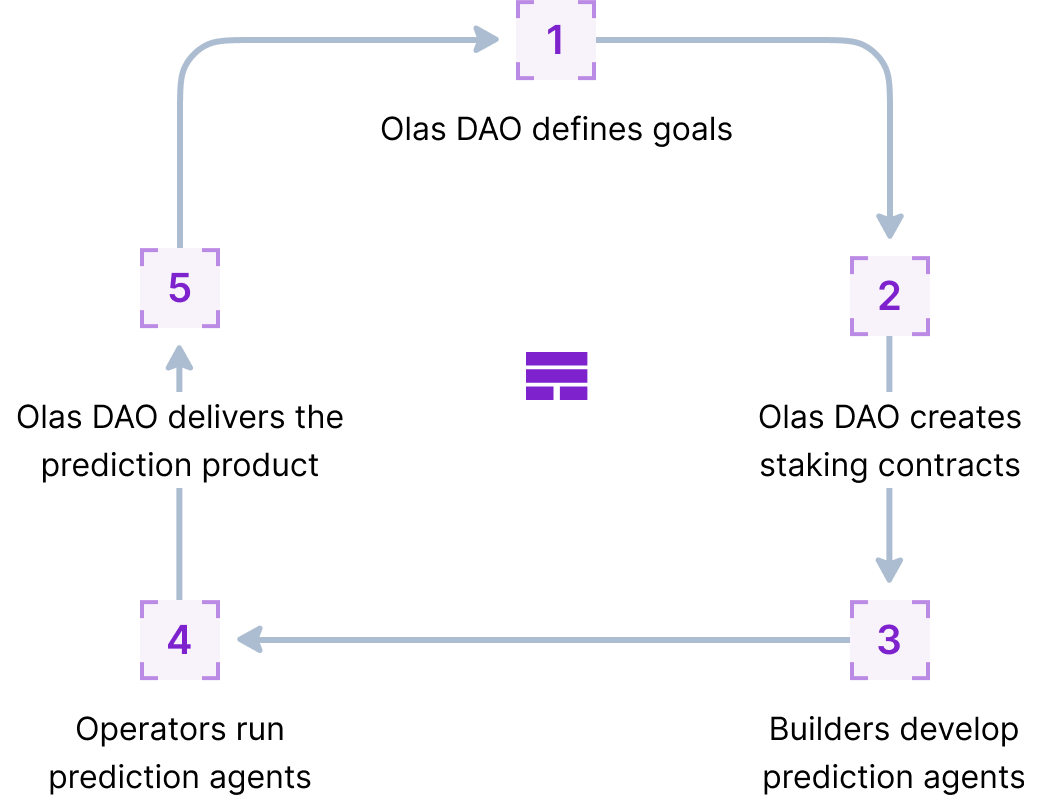 1
Olas DAO defines goals
2
Olas DAO creates
staking contracts
3
Builders develop
prediction agents
4
Operators run
prediction agents
5
Olas DAO delivers the
prediction product